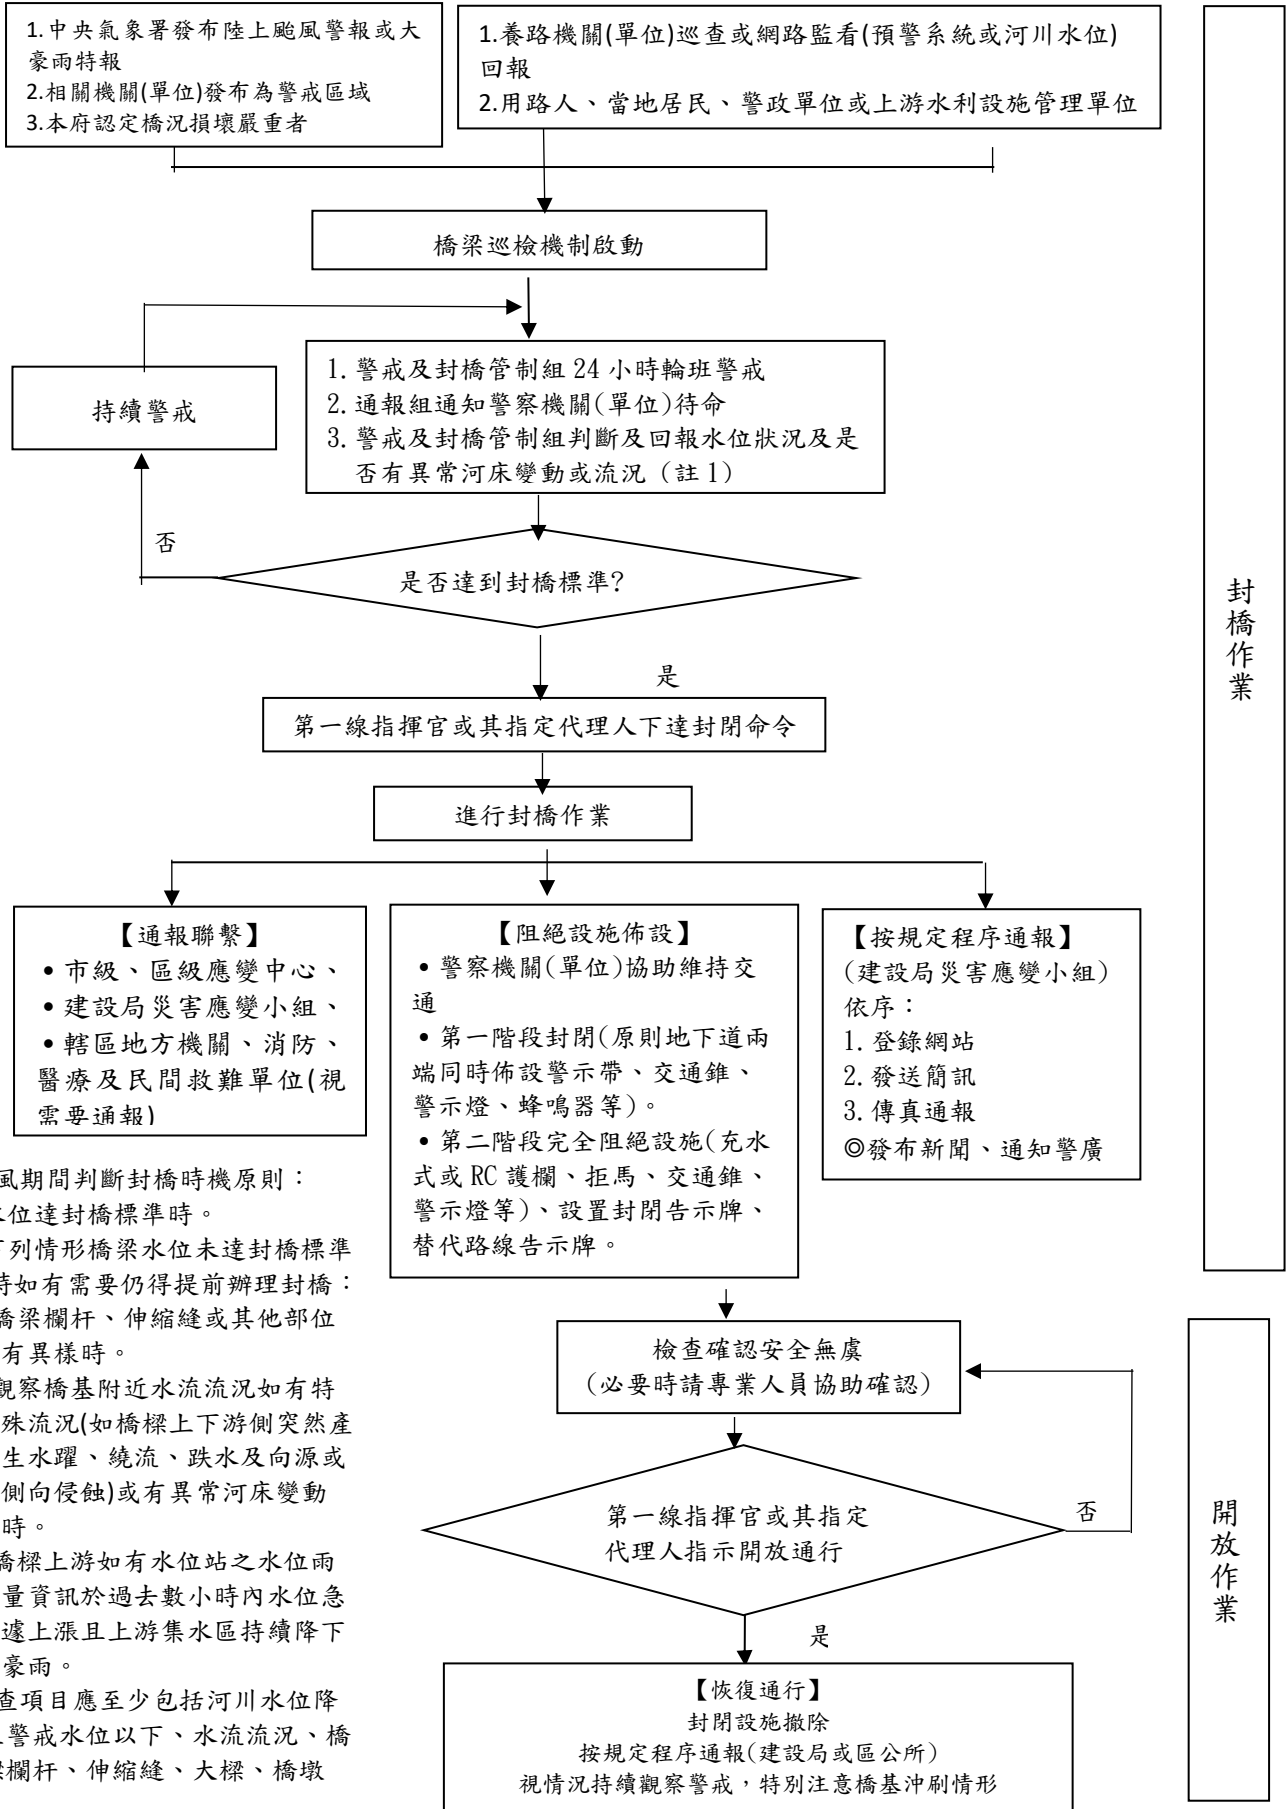 1.中央氣象署發布陸上颱風警報或大
豪雨特報
2.相關機關(單位)發布為警戒區域
3.本府認定橋況損壞嚴重者
1.養路機關(單位)巡查或網路監看(預警系統或河川水位)
回報
2.用路人、當地居民、警政單位或上游水利設施管理單位
橋梁巡檢機制啟動
持續警戒
1. 警戒及封橋管制組 24 小時輪班警戒
2. 通報組通知警察機關(單位)待命
3. 警戒及封橋管制組判斷及回報水位狀況及是
否有異常河床變動或流況（註 1）
否
是否達到封橋標準?
是
第一線指揮官或其指定代理人下達封閉命令
進行封橋作業
【通報聯繫】
• 市級、區級應變中心、
• 建設局災害應變小組、
• 轄區地方機關、消防、
醫療及民間救難單位(視
需要通報)
【阻絕設施佈設】
• 警察機關(單位)協助維持交
通
• 第一階段封閉(原則地下道兩
端同時佈設警示帶、交通錐、
警示燈、蜂鳴器等)。
• 第二階段完全阻絕設施(充水
式或 RC 護欄、拒馬、交通錐、
警示燈等)、設置封閉告示牌、
替代路線告示牌。
【按規定程序通報】
(建設局災害應變小組)
依序：
1. 登錄網站
2. 發送簡訊
3. 傳真通報
◎發布新聞、通知警廣
封橋作業
風期間判斷封橋時機原則：
水位達封橋標準時。
下列情形橋梁水位未達封橋標準
時如有需要仍得提前辦理封橋：
橋梁欄杆、伸縮縫或其他部位
有異樣時。
觀察橋基附近水流流況如有特
殊流況(如橋樑上下游側突然產
生水躍、繞流、跌水及向源或
側向侵蝕)或有異常河床變動
時。
橋樑上游如有水位站之水位雨
量資訊於過去數小時內水位急
遽上漲且上游集水區持續降下
豪雨。
查項目應至少包括河川水位降
至警戒水位以下、水流流況、橋
樑欄杆、伸縮縫、大樑、橋墩
檢查確認安全無虞
(必要時請專業人員協助確認)
第一線指揮官或其指定
代理人指示開放通行
否
是
【恢復通行】
封閉設施撤除
按規定程序通報(建設局或區公所)
視情況持續觀察警戒，特別注意橋基沖刷情形
開放作業